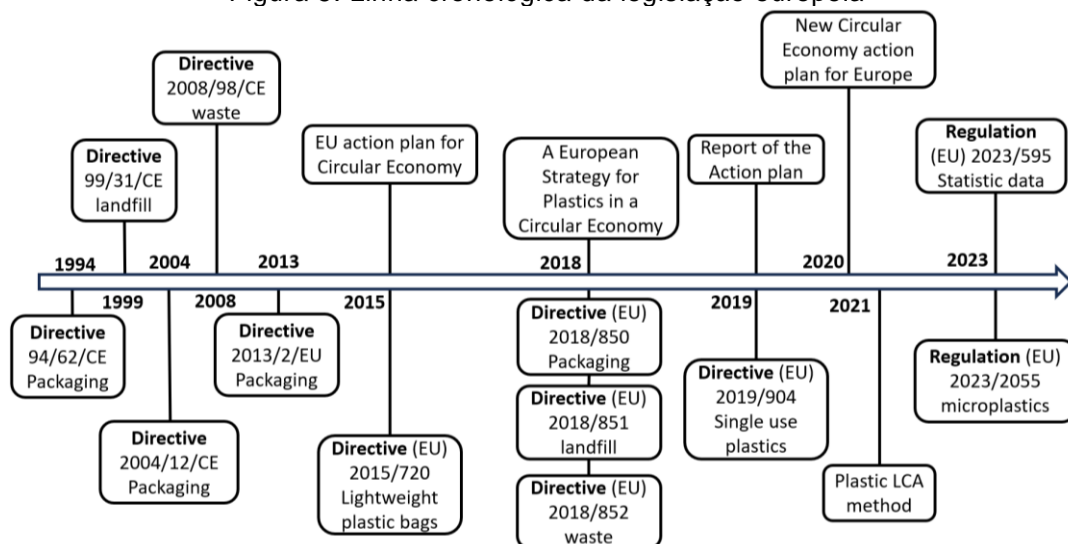 Figura Linha cronológica da legislação europeia
New Circular
Economy action
plan for Europe
Directive
2008/98/CE
waste
Directive
99/31/CE
landfill
EU action plan for
Circular Economy
A European
Strategy for
Plastics in a
Circular Economy
Report of the
Action plan
Regulation
(EU) 2023/595
Statistic data
1994
2004
2013
2018
2020
2023
1999
2008
2015
2019
2021
Directive
94/62/CE
Packaging
Directive
2004/12/CE
Packaging
Directive
2013/2/EU
Packaging
Directive (EU)
2015/720
Lightweight
plastic bags
Directive (EU)
2018/850
Packaging
Directive (EU)
2018/851
landfill
Directive (EU)
2018/852
waste
Directive (EU)
2019/904
Single use
plastics
Plastic LCA
method
Regulation (EU)
2023/2055
microplastics